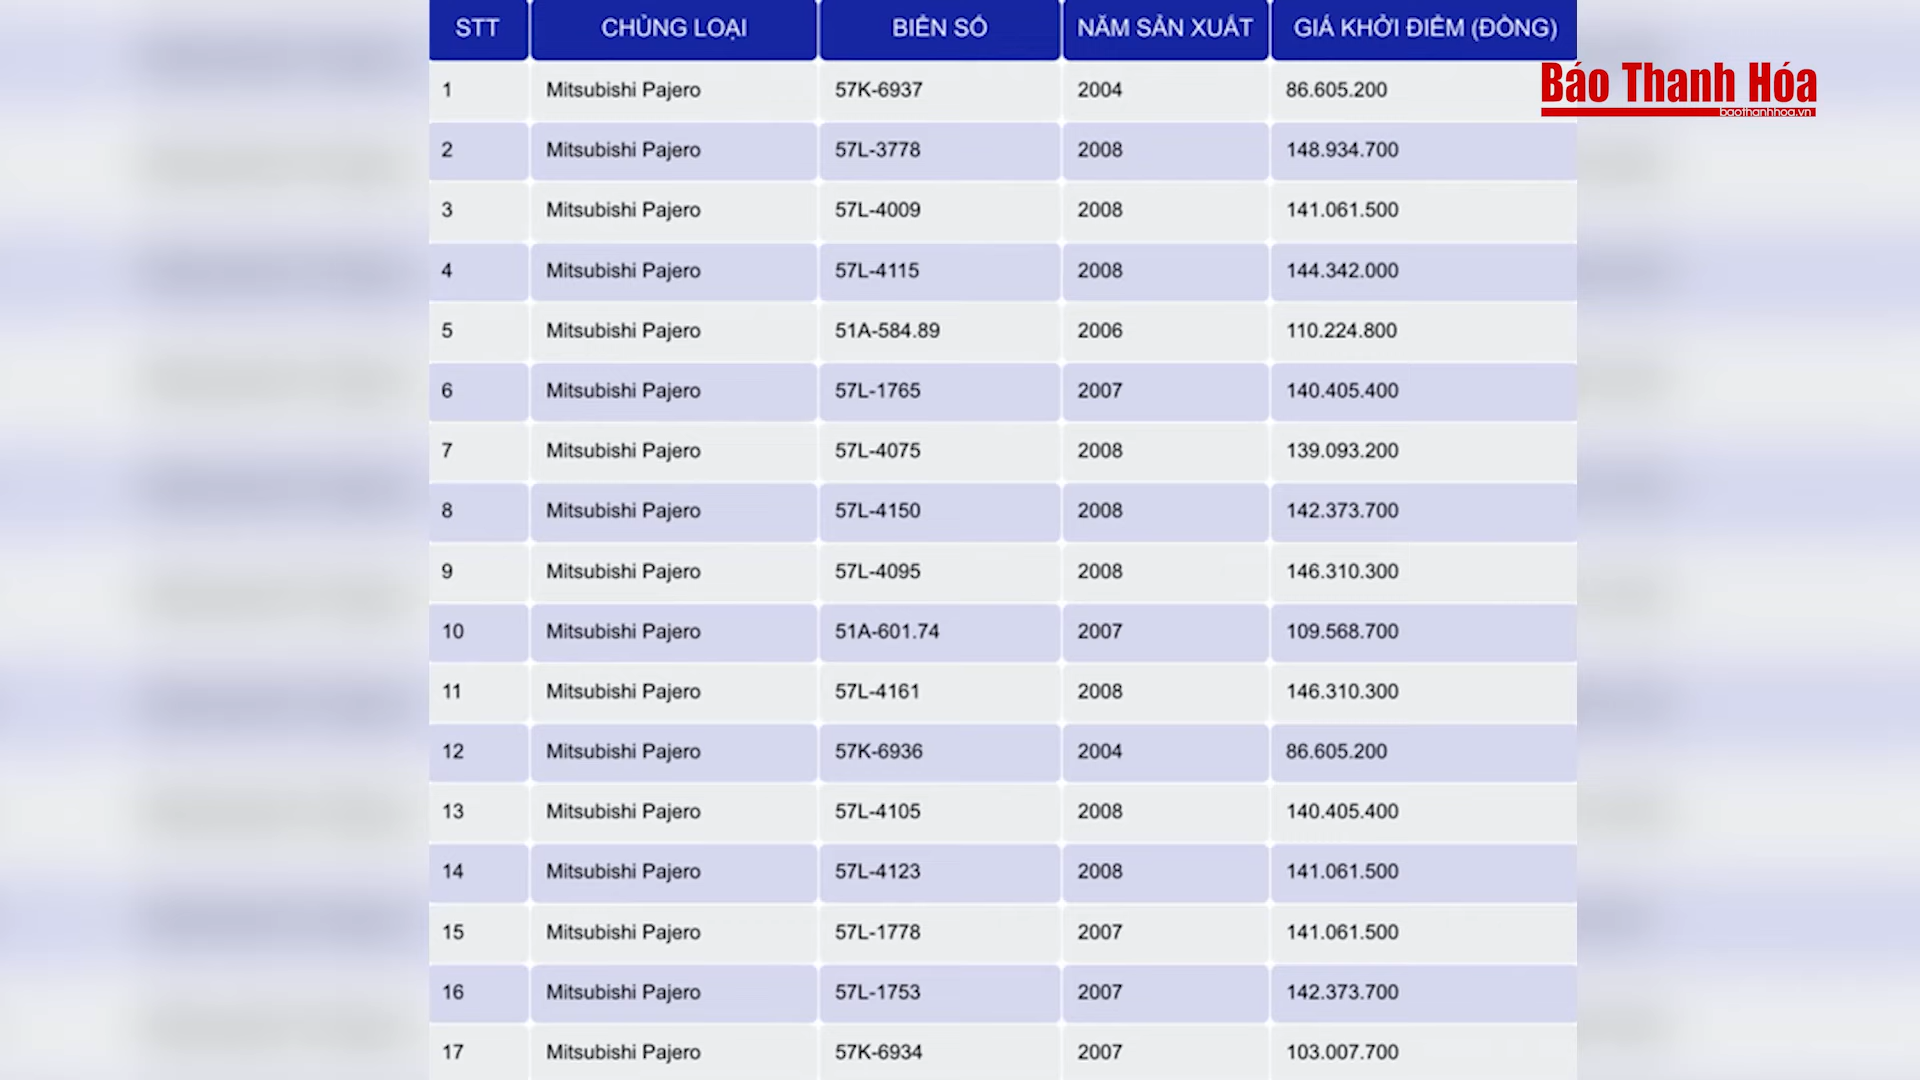 STT CHỦNG LOẠI BIỂN SỐ NĂM SẢN XUẤT GIÁ KHỞI ĐIỂM (ĐỒNG)
Báo Thanh Hóa
baothanhhoa.vn
1 Mitsubishi Pajero 57K-6937 2004 86.605.200
2 Mitsubishi Pajero 57L-3778 2008 148.934.700
3 Mitsubishi Pajero 57L-4009 2008 141.061.500
4 Mitsubishi Pajero 57L-4115 2008 144.342.000
5 Mitsubishi Pajero 51A-584.89 2006 110.224.800
6 Mitsubishi Pajero 57L-1765 2007 140.405.400
7 Mitsubishi Pajero 57L-4075 2008 139.093.200
8 Mitsubishi Pajero 57L-4150 2008 142.373.700
9 Mitsubishi Pajero 57L-4095 2008 146.310.300
10 Mitsubishi Pajero 51A-601.74 2007 109.568.700
11 Mitsubishi Pajero 57L-4161 2008 146.310.300
12 Mitsubishi Pajero 57K-6936 2004 86.605.200
13 Mitsubishi Pajero 57L-4105 2008 140.405.400
14 Mitsubishi Pajero 57L-4123 2008 141.061.500
15 Mitsubishi Pajero 57L-1778 2007 141.061.500
16 Mitsubishi Pajero 57L-1753 2007 142.373.700
17 Mitsubishi Pajero 57K-6934 2007 103.007.700